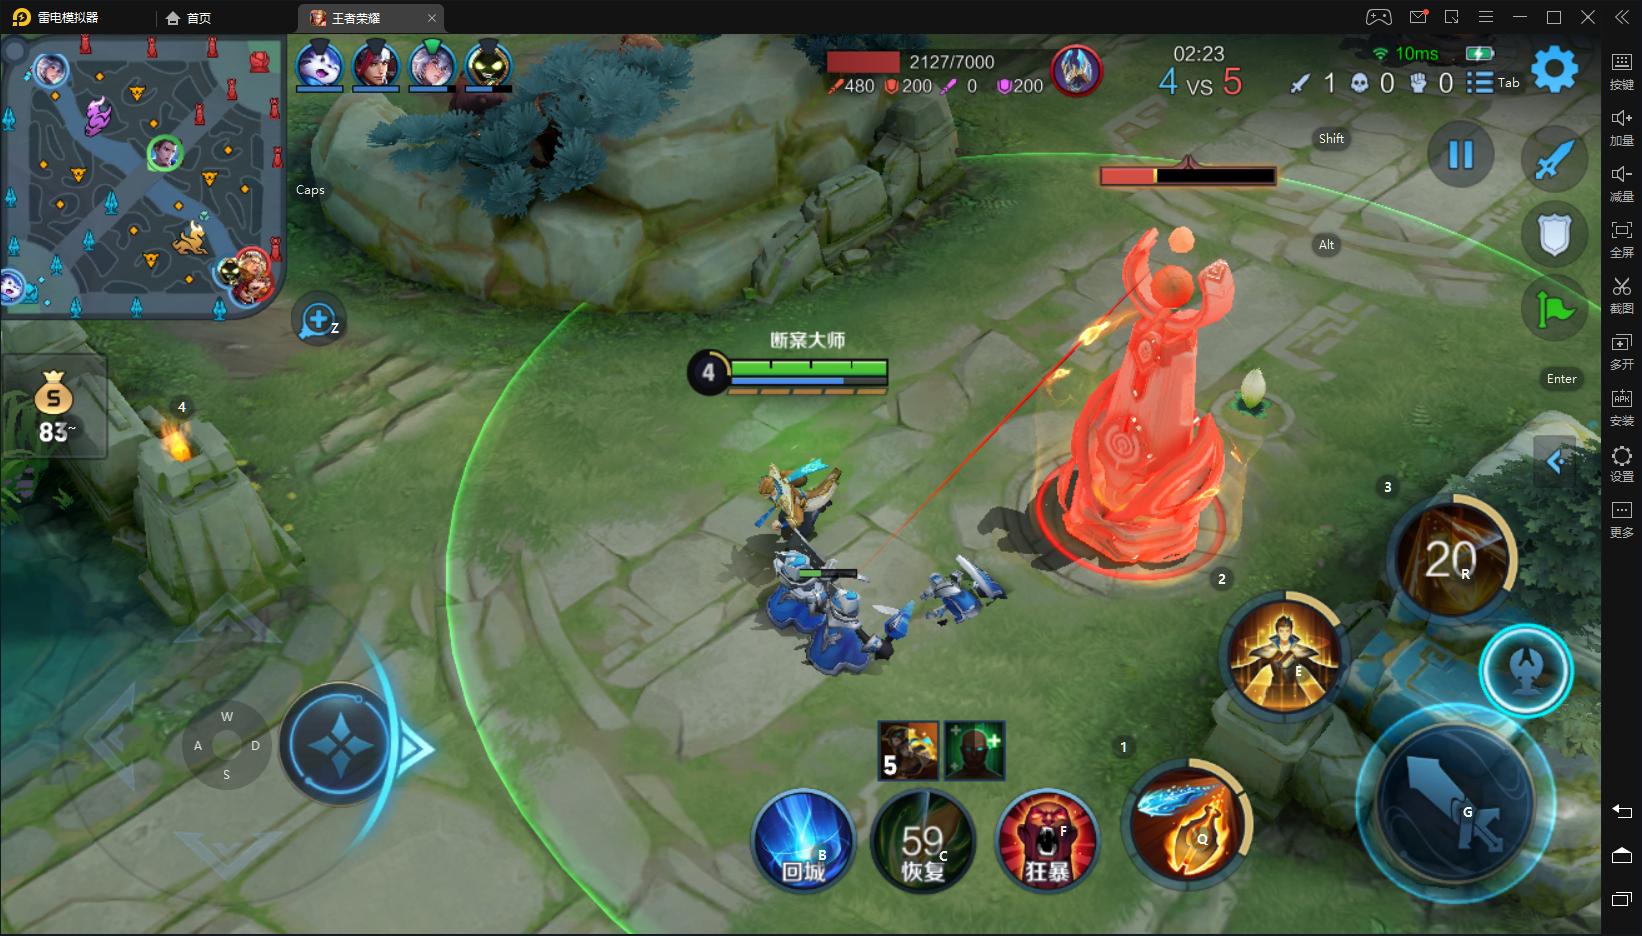 雷电模拟器
首页
王者荣耀
2127/7000
480 200 0 200
02:23
4 VS 5
10ms
1 0 0
Tab
按键
加量
减量
全屏
截图
多开
安装
APK
设置
更多
Shift
Caps
Alt
Z
断案大师
4
Enter
S
83~
4
3
20
R
2
E
W
A D
S
1
5
G
B
回城
59
C
恢复
F
狂暴
Q